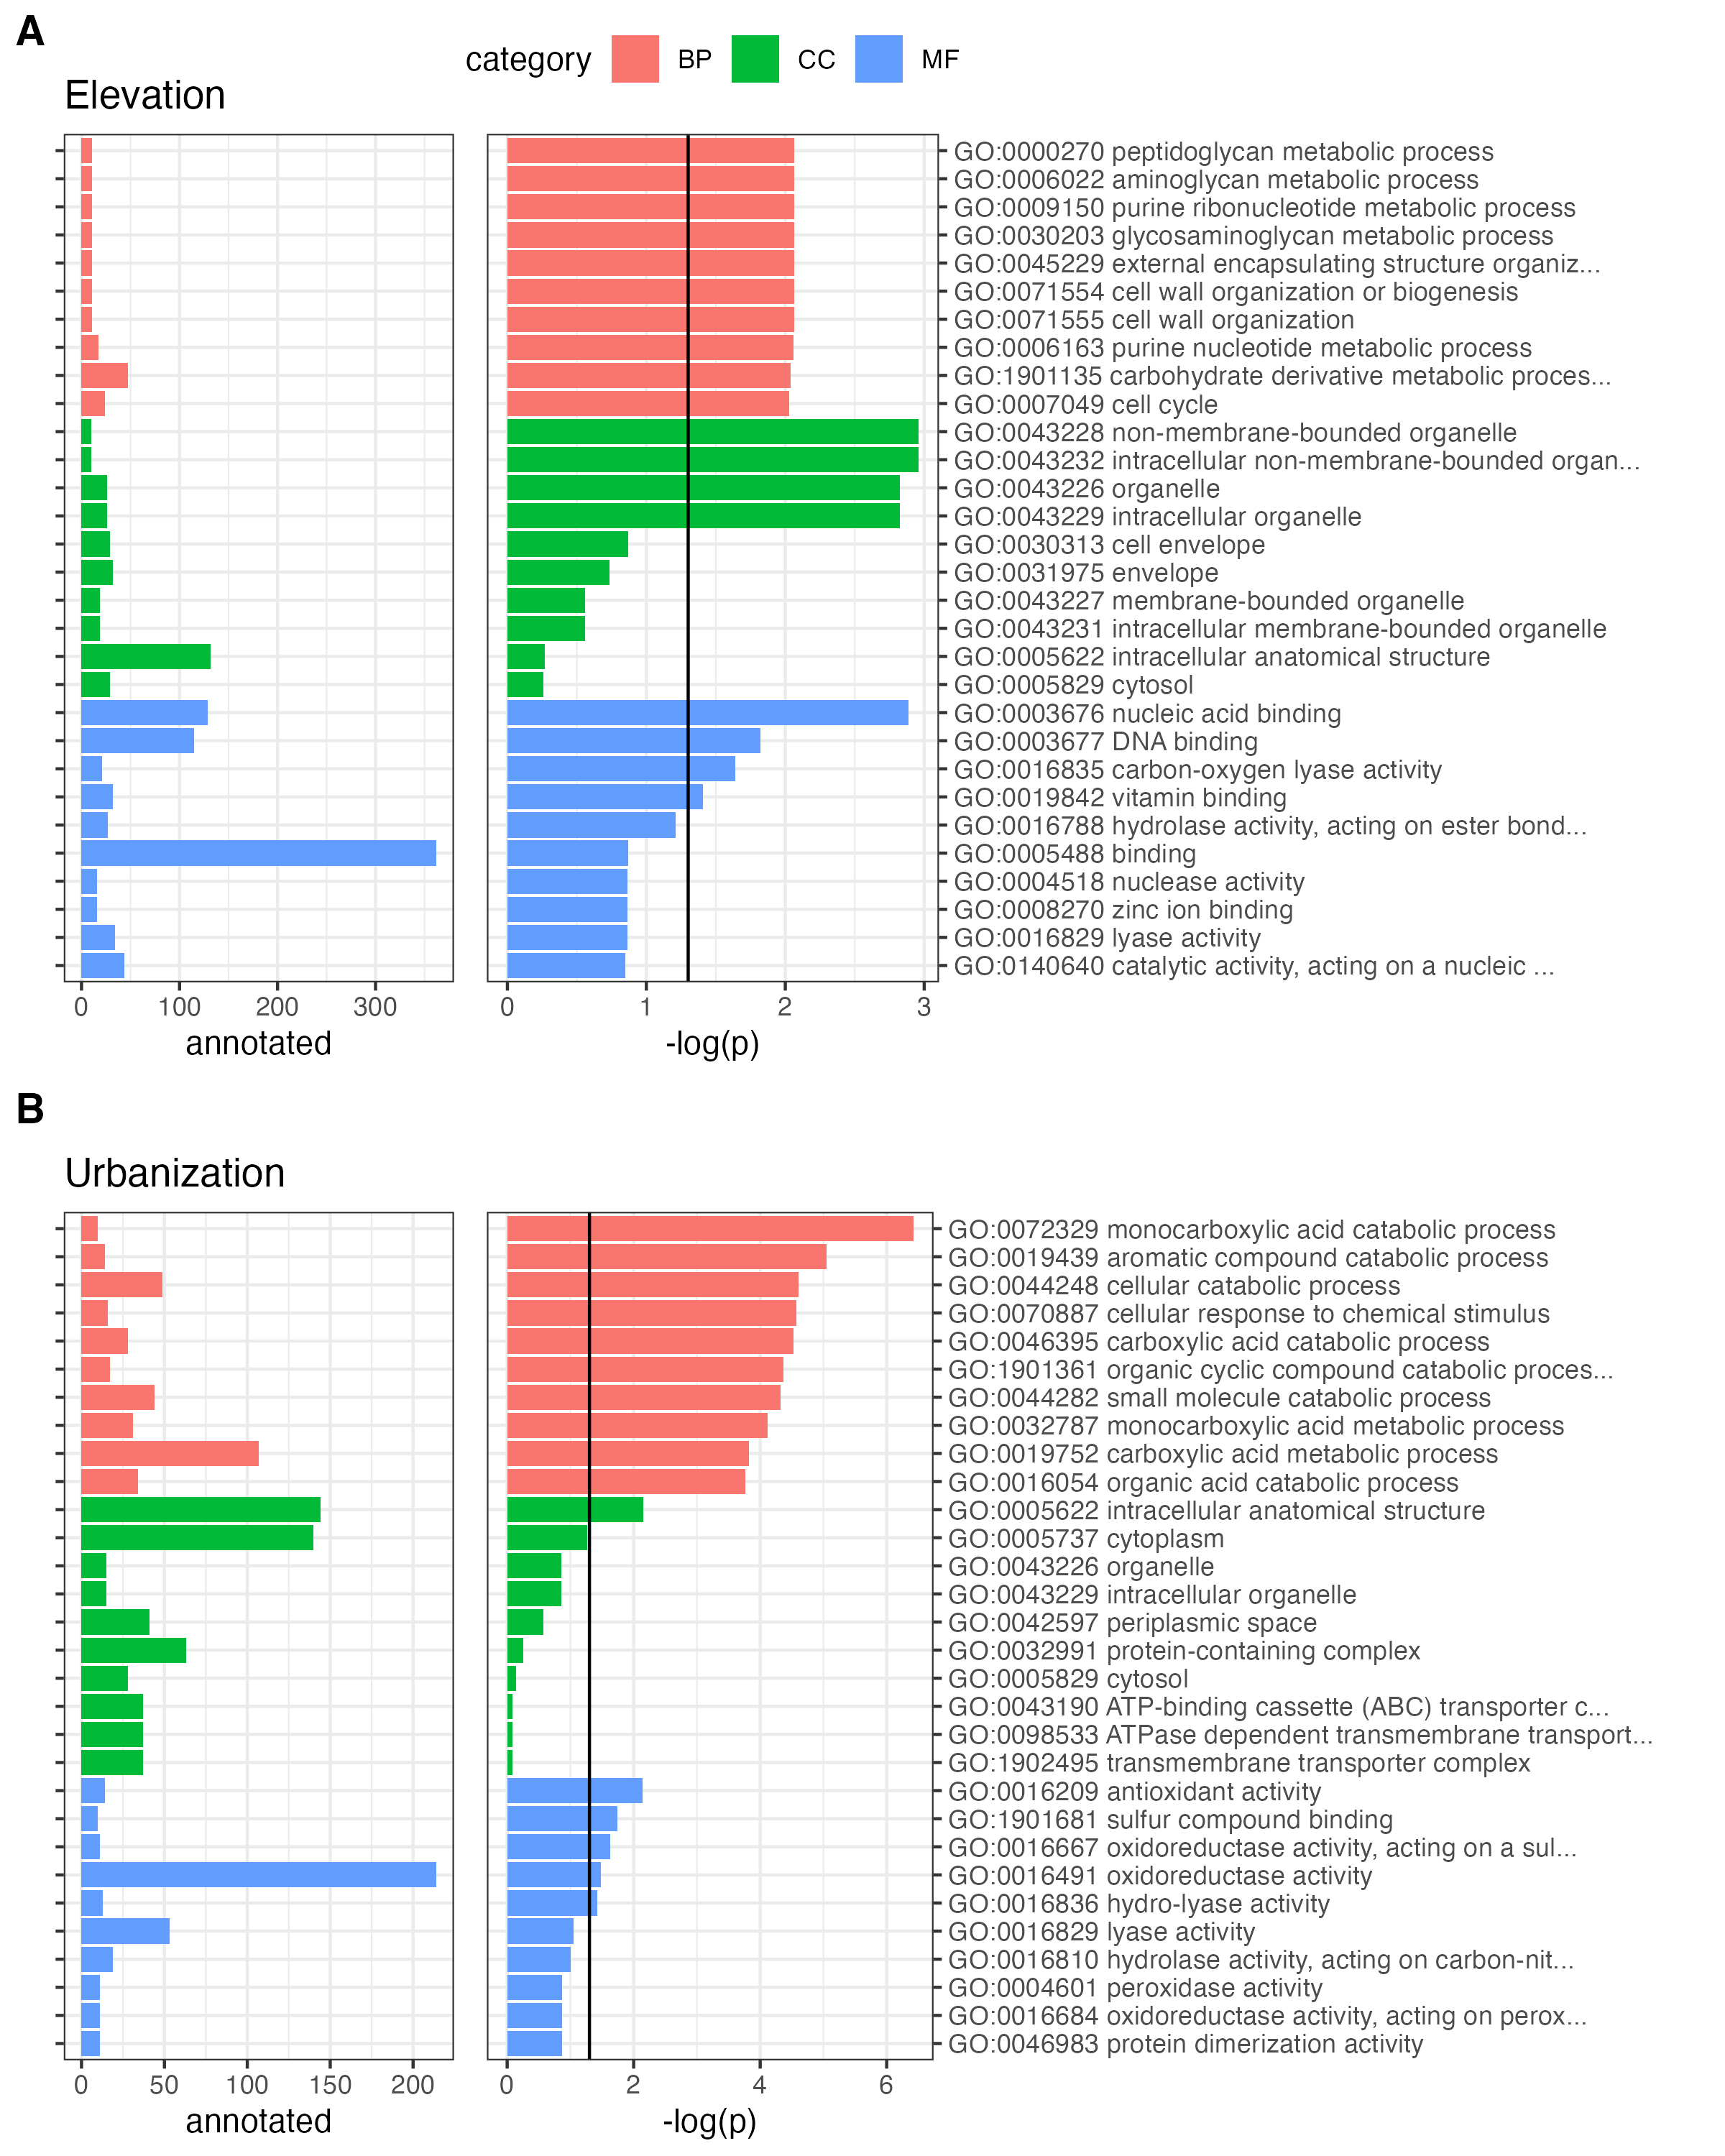 A
category BP CC MF
Elevation
GO:0000270 peptidoglycan metabolic process
GO:0006022 aminoglycan metabolic process
GO:0009150 purine ribonucleotide metabolic process
GO:0030203 glycosaminoglycan metabolic process
GO:0045229 external encapsulating structure organiz...
GO:0071554 cell wall organization or biogenesis
GO:0071555 cell wall organization
GO:0006163 purine nucleotide metabolic process
GO:1901135 carbohydrate derivative metabolic proces...
GO:0007049 cell cycle
GO:0043228 non-membrane-bounded organelle
GO:0043232 intracellular non-membrane-bounded organ...
GO:0043226 organelle
GO:0043229 intracellular organelle
GO:0030313 cell envelope
GO:0031975 envelope
GO:0043227 membrane-bounded organelle
GO:0043231 intracellular membrane-bounded organelle
GO:0005622 intracellular anatomical structure
GO:0005829 cytosol
GO:0003676 nucleic acid binding
GO:0003677 DNA binding
GO:0016835 carbon-oxygen lyase activity
GO:0019842 vitamin binding
GO:0016788 hydrolase activity, acting on ester bond...
GO:0005488 binding
GO:0004518 nuclease activity
GO:0008270 zinc ion binding
GO:0016829 lyase activity
GO:0140640 catalytic activity, acting on a nucleic ...
0 100 200 300 0 1 2 3
annotated -log(p)
B
Urbanization
GO:0072329 monocarboxylic acid catabolic process
GO:0019439 aromatic compound catabolic process
GO:0044248 cellular catabolic process
GO:0070887 cellular response to chemical stimulus
GO:0046395 carboxylic acid catabolic process
GO:1901361 organic cyclic compound catabolic proces...
GO:0044282 small molecule catabolic process
GO:0032787 monocarboxylic acid metabolic process
GO:0019752 carboxylic acid metabolic process
GO:0016054 organic acid catabolic process
GO:0005622 intracellular anatomical structure
GO:0005737 cytoplasm
GO:0043226 organelle
GO:0043229 intracellular organelle
GO:0042597 periplasmic space
GO:0032991 protein-containing complex
GO:0005829 cytosol
GO:0043190 ATP-binding cassette (ABC) transporter c...
GO:0098533 ATPase dependent transmembrane transport...
GO:1902495 transmembrane transporter complex
GO:0016209 antioxidant activity
GO:1901681 sulfur compound binding
GO:0016667 oxidoreductase activity, acting on a sul...
GO:0016491 oxidoreductase activity
GO:0016836 hydro-lyase activity
GO:0016829 lyase activity
GO:0016810 hydrolase activity, acting on carbon-nit...
GO:0004601 peroxidase activity
GO:0016684 oxidoreductase activity, acting on perox...
GO:0046983 protein dimerization activity
0 50 100 150 200 0 2 4 6
annotated -log(p)